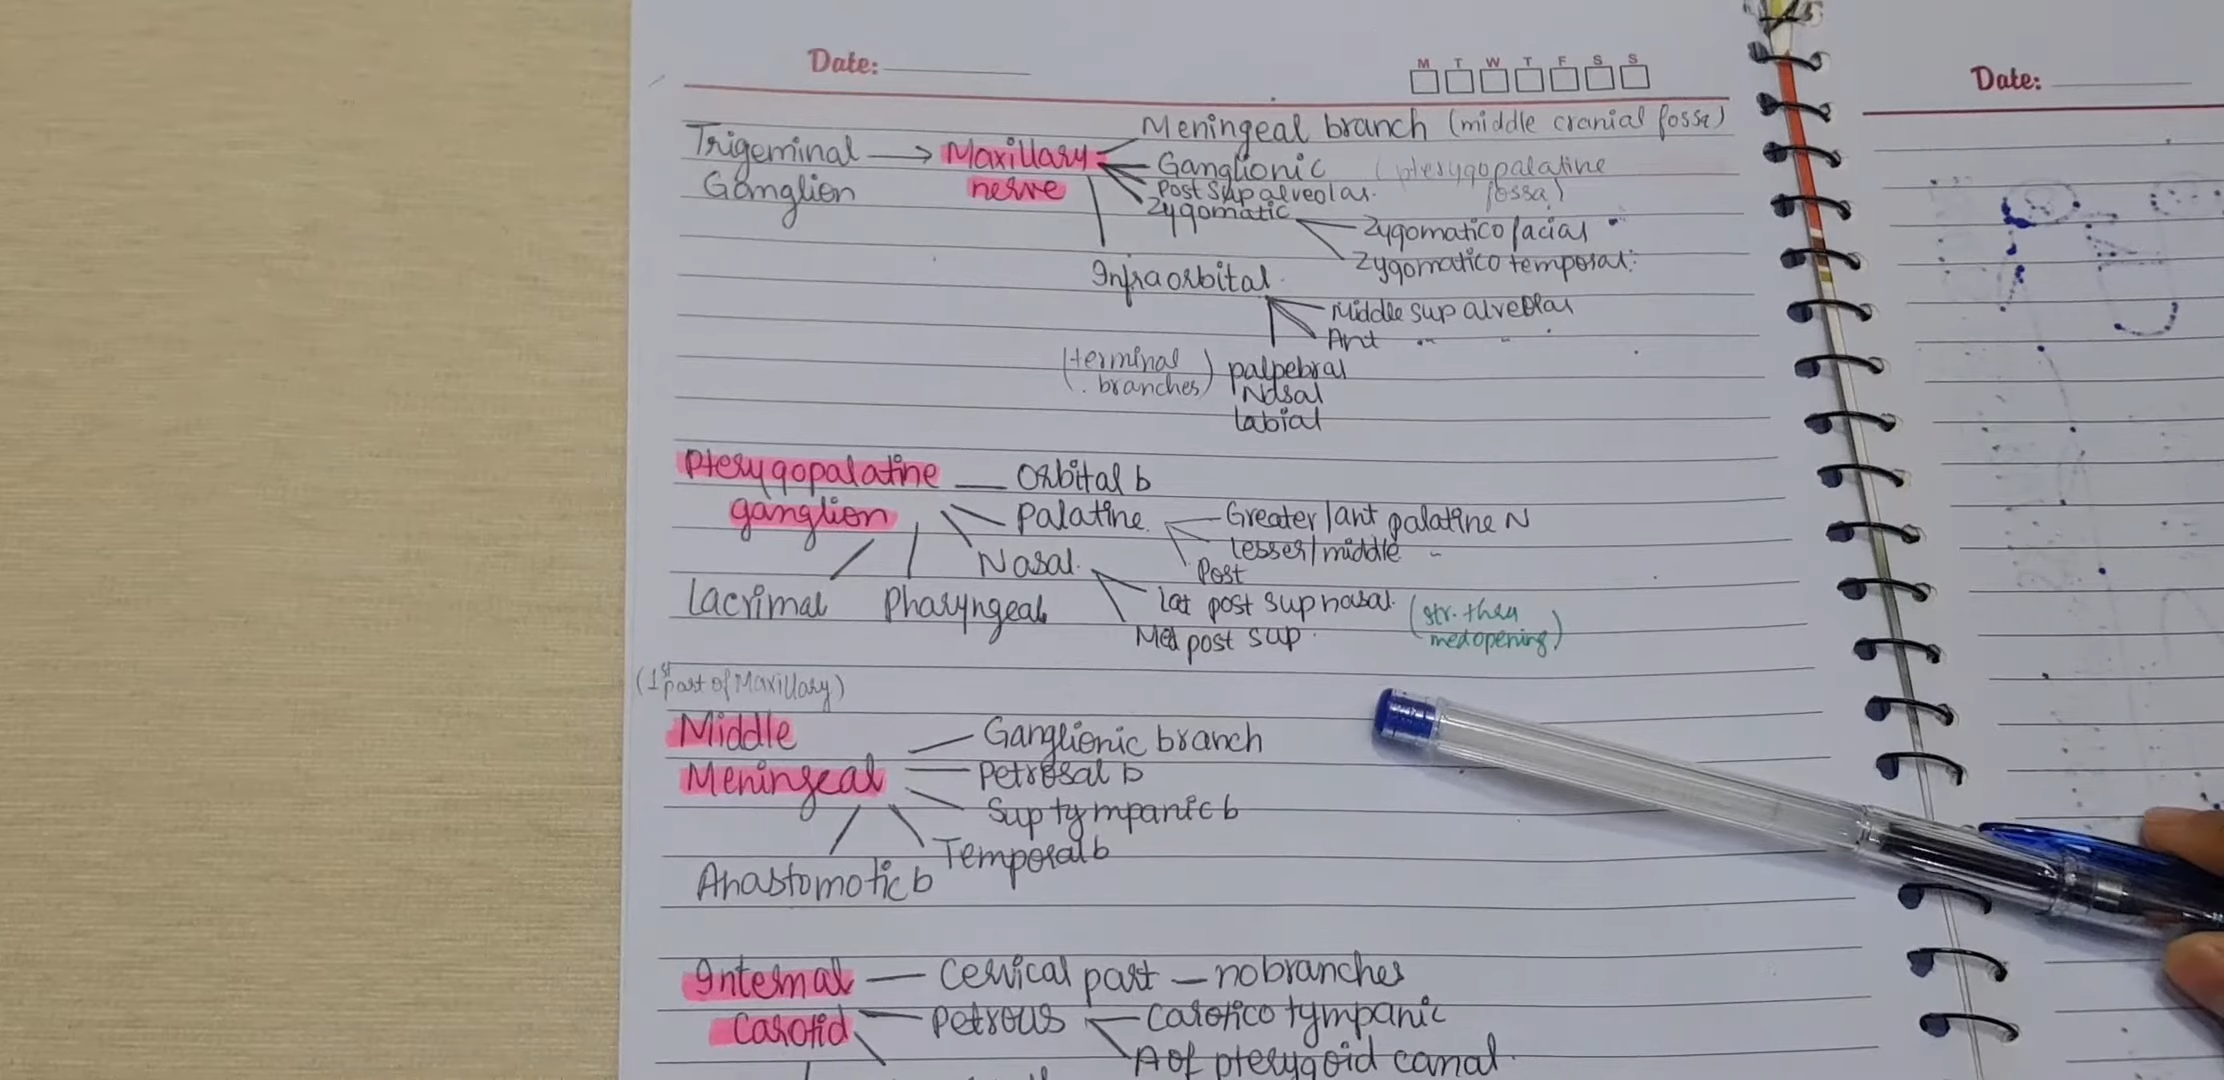 Date:
M T W T F S S
Date:
Meningeal branch (middle cranial fossa)
Trigeminal → Maxillary Ganglionic (pterygopalatine
Ganglion nerve Post Sup alveolar. fossa)
Zygomatic
Zygomatico facial
Zygomatico temporal
Infraorbital
Middle sup alveolar
Ant " "
(terminal palpebral
branches) Nasal
labial
Pterygopalatine Orbital b
ganglion Palatine Greater/ant palatine N
lesser/middle "
Nasal Post
Lacrimal Pharyngeal lat post sup nasal (str. thru
Med post sup medopening)
(1st part of Maxillary)
Middle Ganglionic branch
Meningeal Petrosal b
Sup tympanic b
Temporal b
Anastomotic b
Internal — Cervical part — no branches
Carotid Petrous Carotico tympanic
A of pterygoid canal